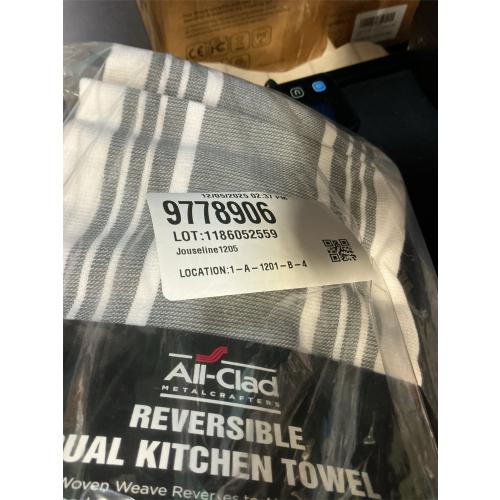 12/05/2025 02:37 PM
9778906
LOT:1186052559
Jouseline1205
LOCATION:1-A-1201-B-4
All-Clad
METALCRAFTERS
REVERSIBLE
UAL KITCHEN TOWEL
Woven Weave Reverses to